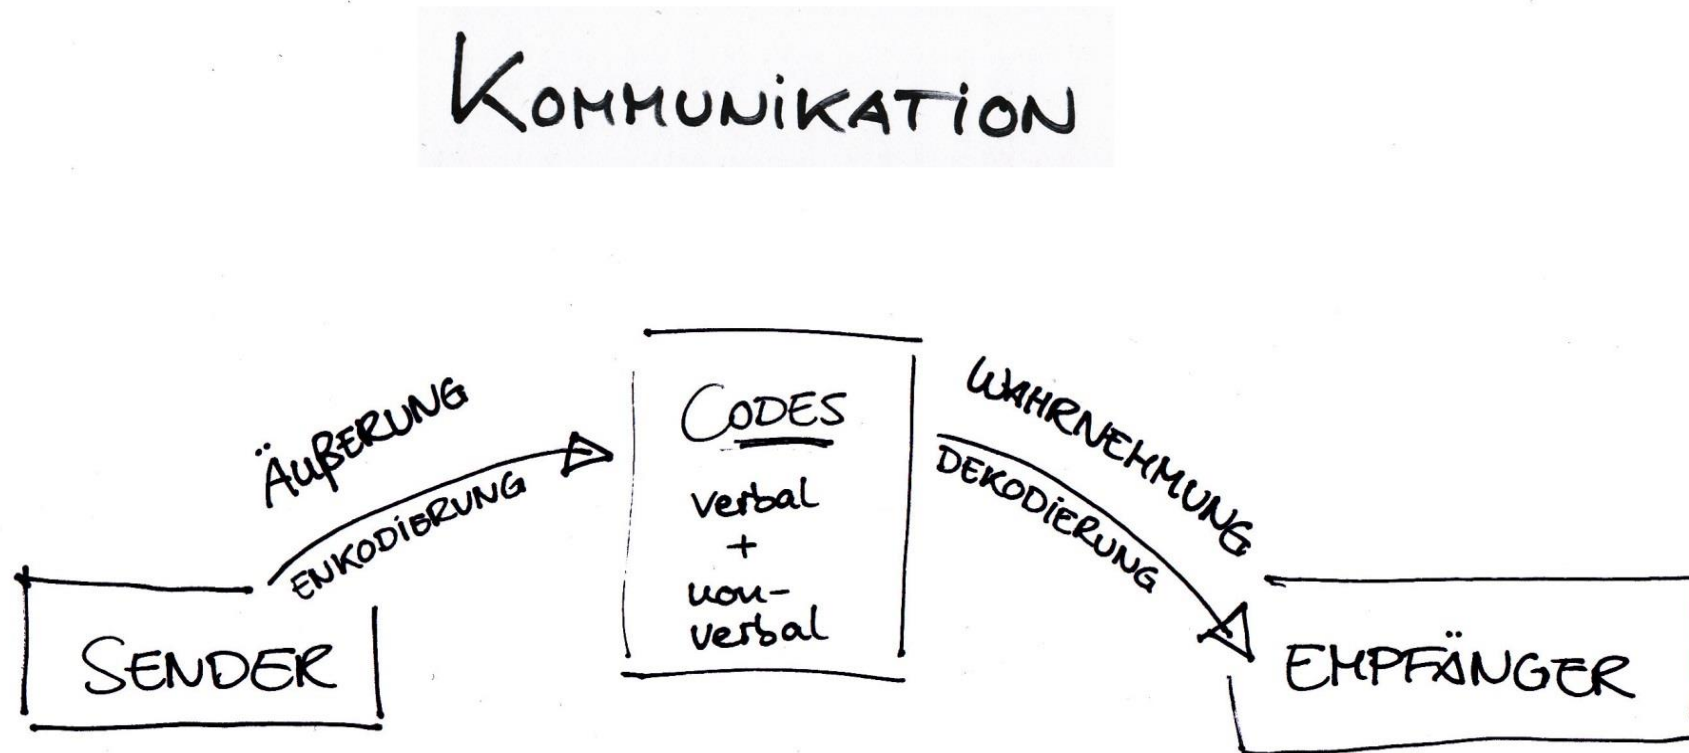 KOMMUNiKATiON
ÄUßERUNG
ENKODiERUNG
SENDER
CODES
verbal
+
non-
verbal
WAHRNEHMUNG
DEKODiERUNG
EMPFÄNGER